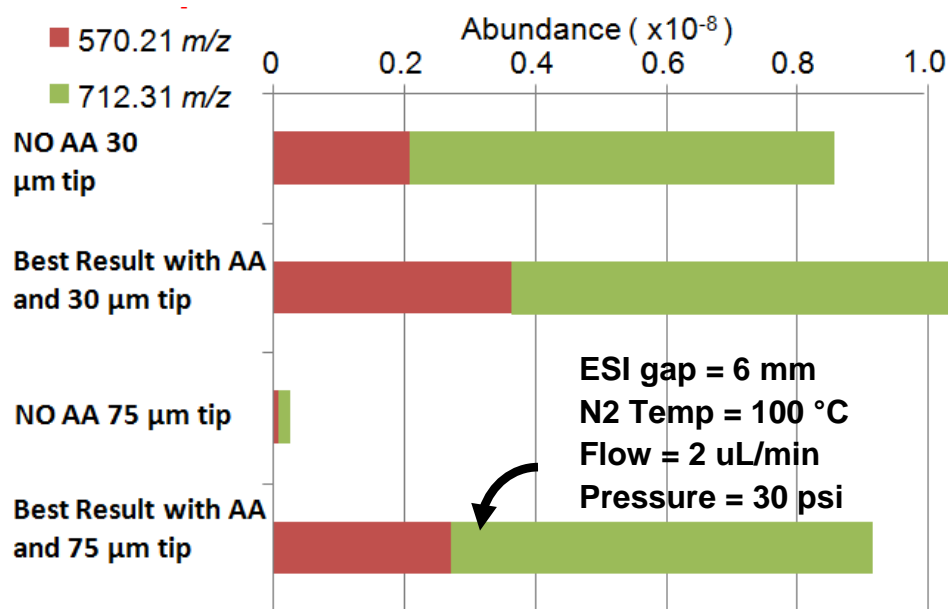 570.21 m/z
712.31 m/z
Abundance ( x10-8 )
0 0.2 0.4 0.6 0.8 1.0
NO AA 30
µm tip
Best Result with AA
and 30 µm tip
NO AA 75 µm tip
Best Result with AA
and 75 µm tip
ESI gap = 6 mm
N2 Temp = 100 °C
Flow = 2 uL/min
Pressure = 30 psi